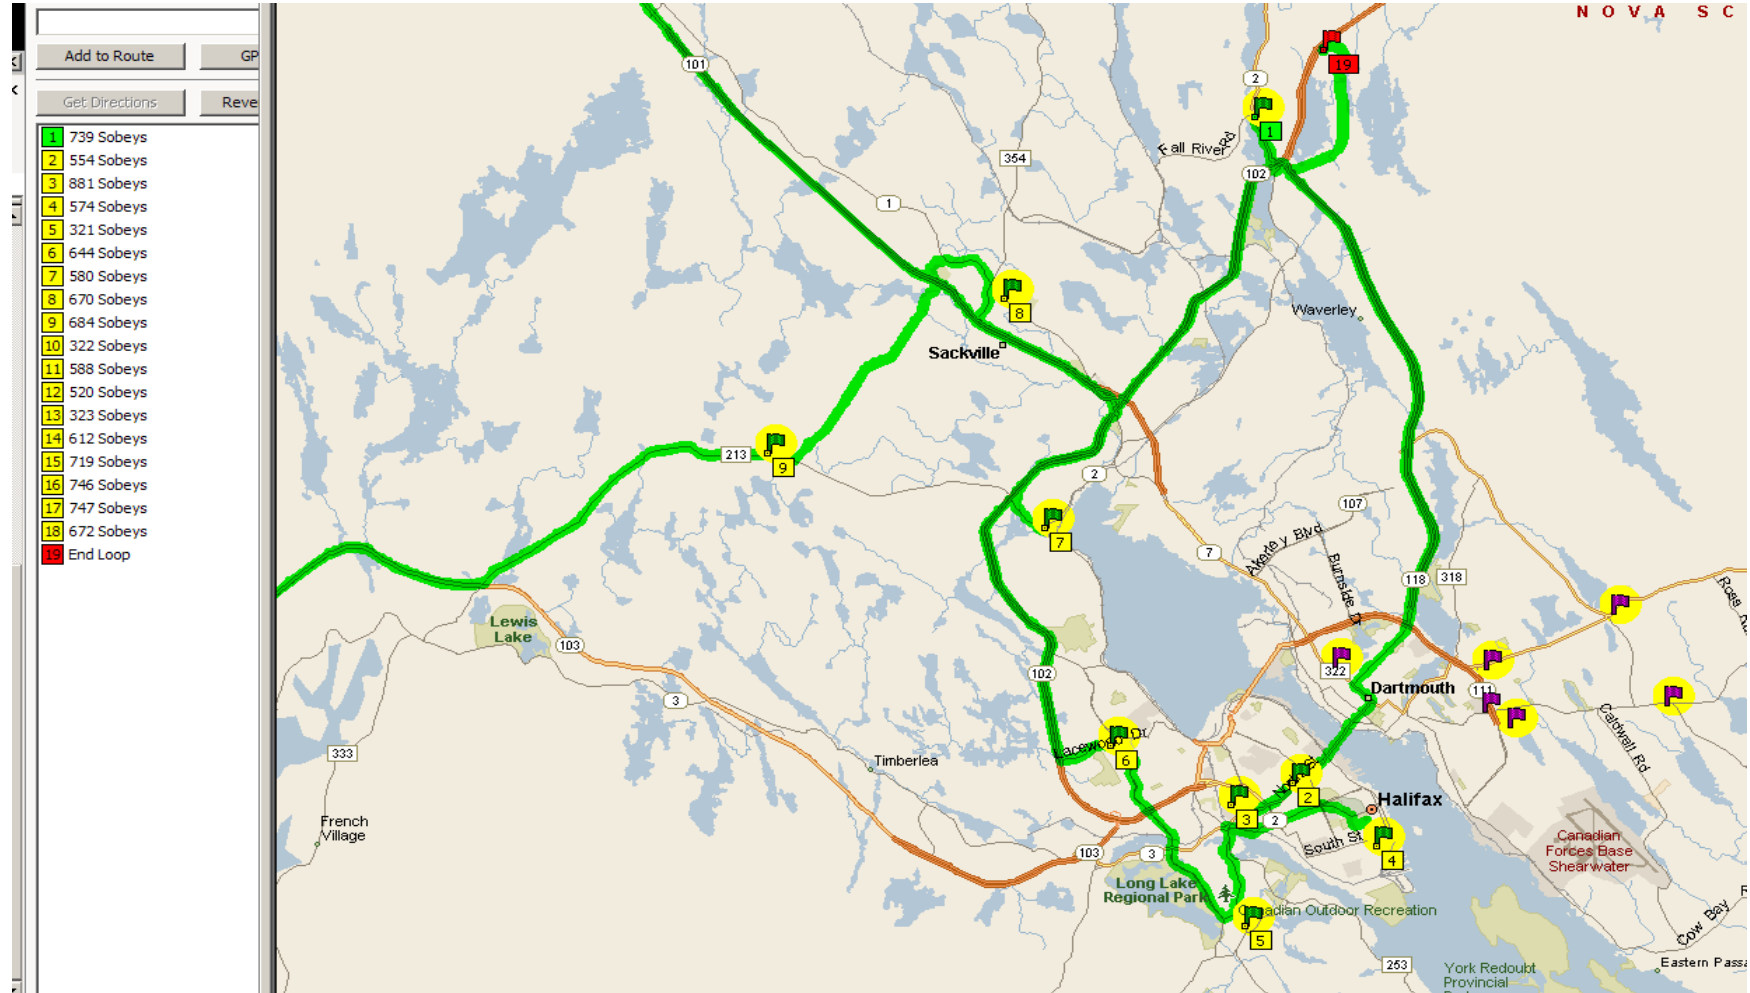 Add to Route
GP
Get Directions
Reve
1 739 Sobeys
2 554 Sobeys
3 881 Sobeys
4 574 Sobeys
5 321 Sobeys
6 644 Sobeys
7 580 Sobeys
8 670 Sobeys
9 684 Sobeys
10 322 Sobeys
11 588 Sobeys
12 520 Sobeys
13 323 Sobeys
14 612 Sobeys
15 719 Sobeys
16 746 Sobeys
17 747 Sobeys
18 672 Sobeys
19 End Loop
NOVA SC
19
101
2
1
Fall River Rd
354
102
1
8
Waverley
Sackville
213
9
2
7
107
7
Akerley Blvd
Burnside Dr
118
318
Ross
Lewis
Lake
103
322
102
Dartmouth
111
3
Caldwell Rd
333
Lacewood Dr
6
Timberlea
2
Halifax
3
2
French
Village
South St
4
Canadian
Forces Base
Shearwater
103
3
Long Lake
Regional Park
Canadian Outdoor Recreation
5
Cow Bay
253
York Redoubt
Provincial
Eastern Passa